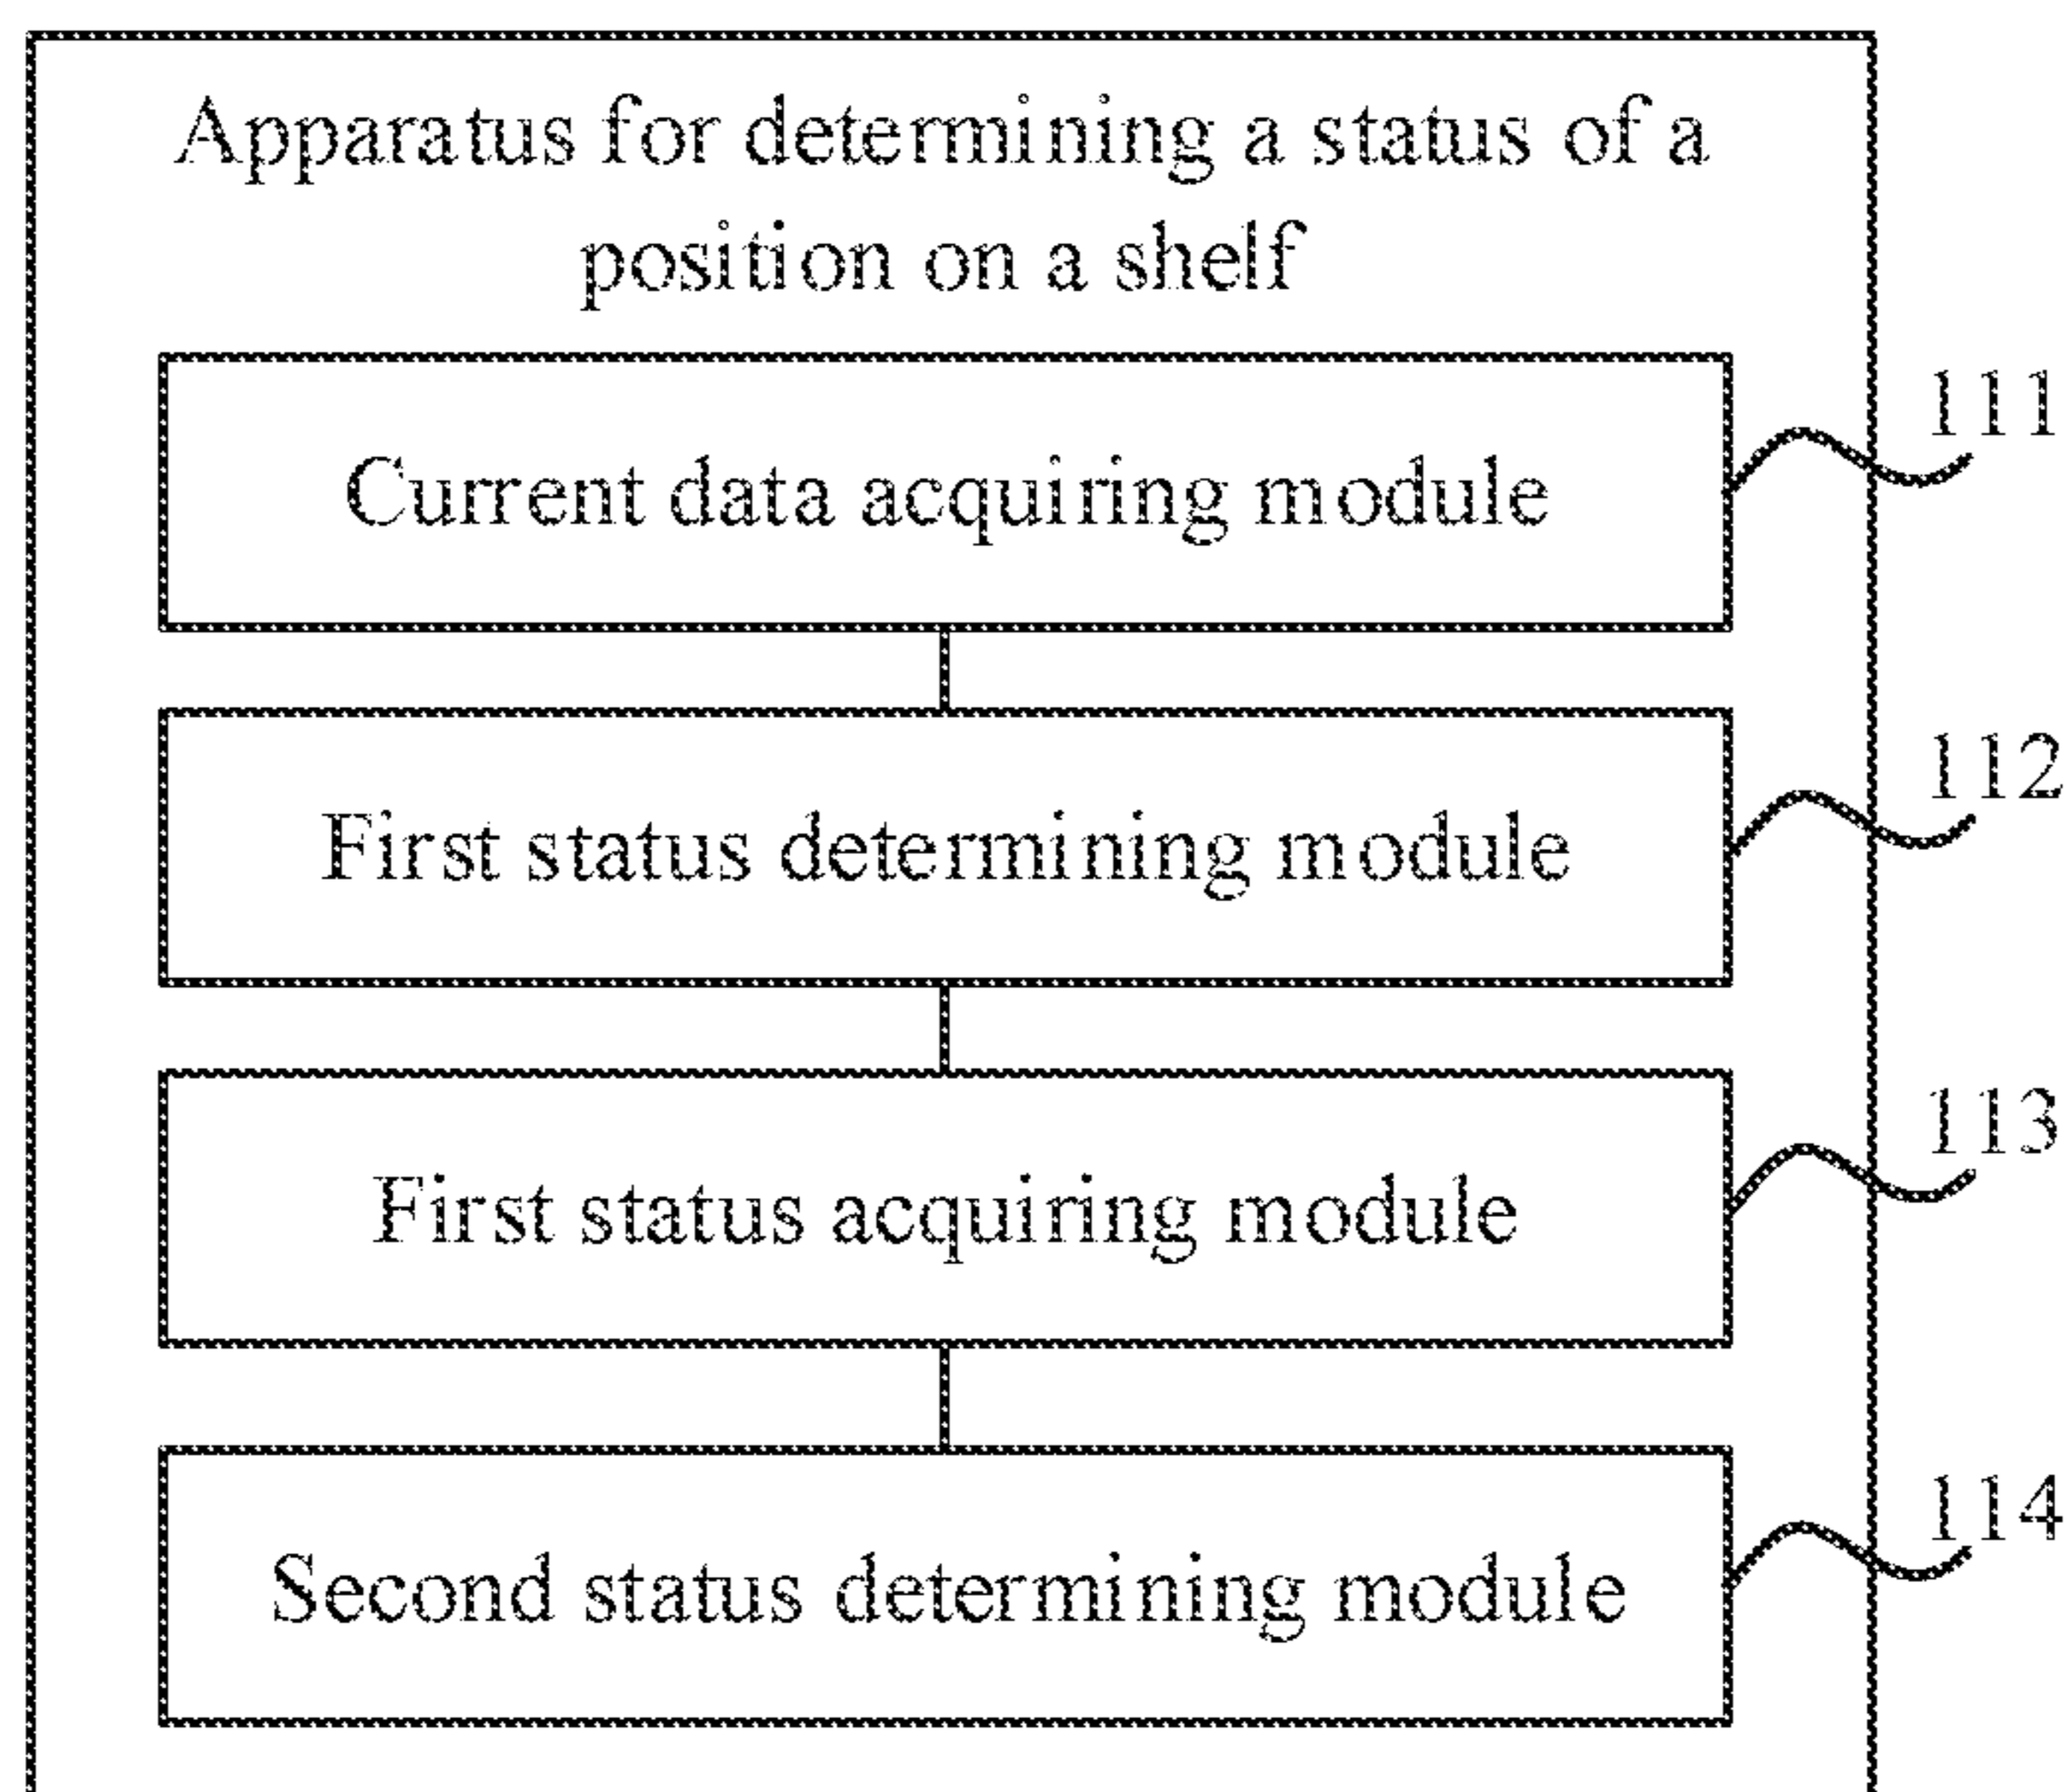 Apparatus for determining a status of a
position on a shelf
111
Current data acquiring module
112
First status determining module
113
First status acquiring module
114
Second status determining module